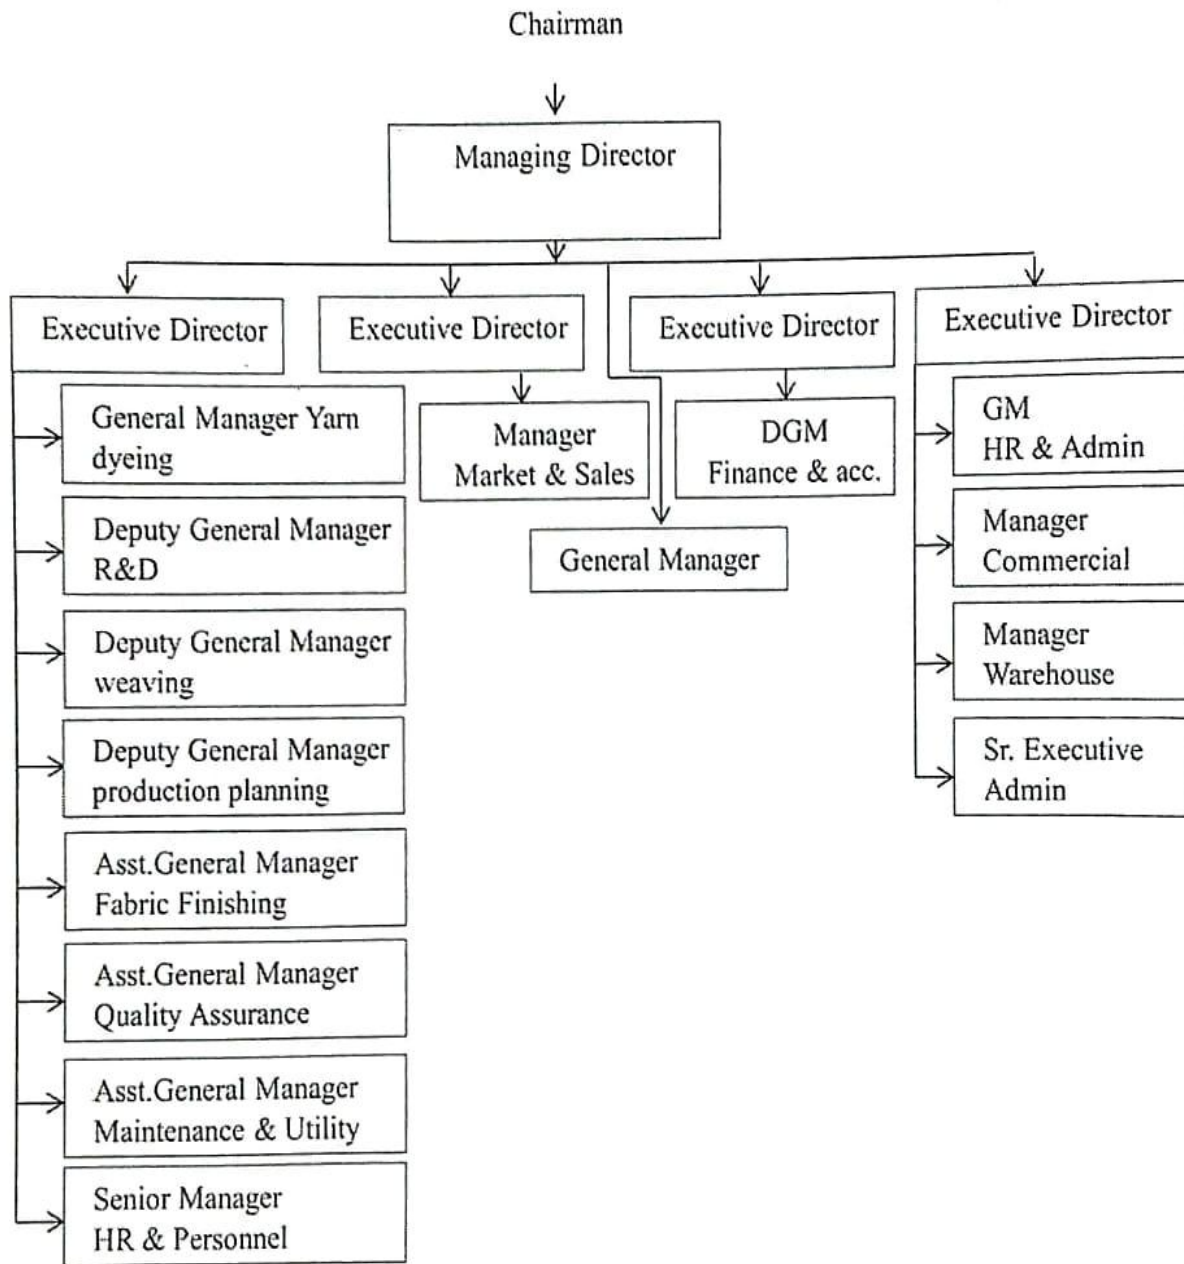 Chairman
Managing Director
Executive Director
Executive Director
Executive Director
Executive Director
General Manager Yarn
dyeing
Deputy General Manager
R&D
Deputy General Manager
weaving
Deputy General Manager
production planning
Asst.General Manager
Fabric Finishing
Asst.General Manager
Quality Assurance
Asst.General Manager
Maintenance & Utility
Senior Manager
HR & Personnel
Manager
Market & Sales
General Manager
DGM
Finance & acc.
GM
HR & Admin
Manager
Commercial
Manager
Warehouse
Sr. Executive
Admin